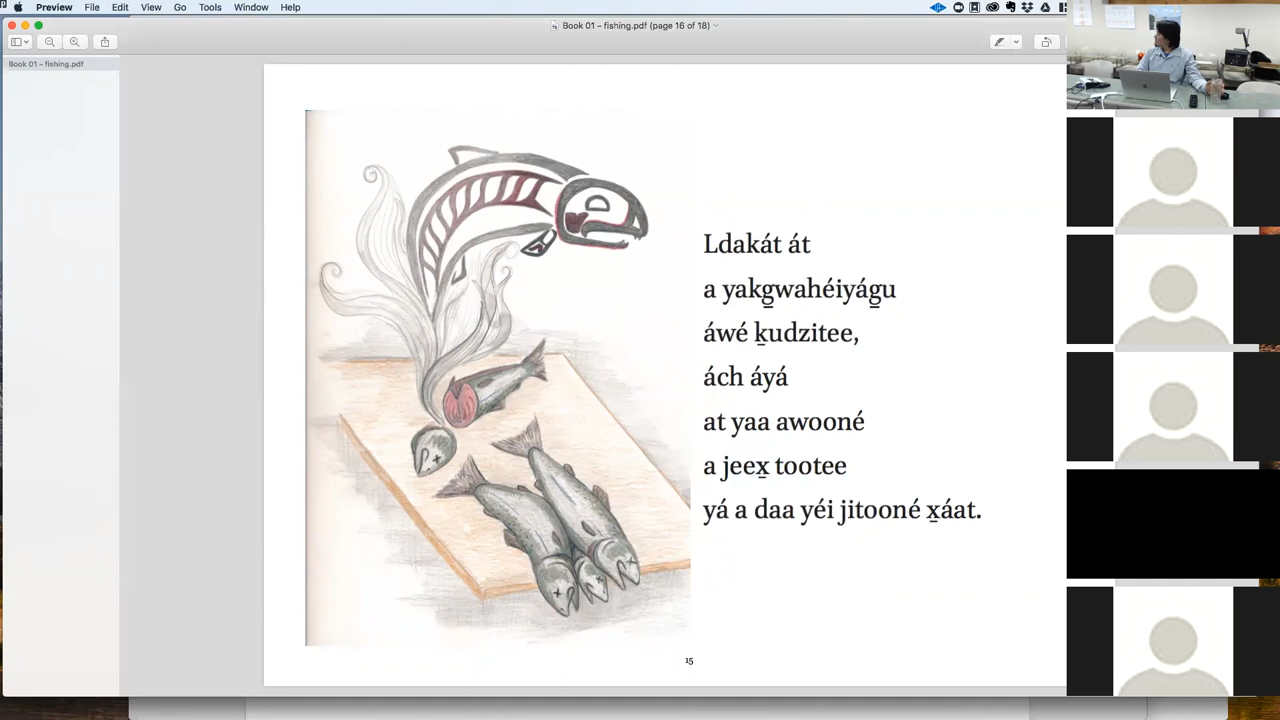 Preview File Edit View Go Tools Window Help
Book 01 – fishing.pdf (page 16 of 18)
Book 01 – fishing.pdf
Ldakát át
a yakg̲wahéiyág̲u
áwé ḵudzitee,
ách áyá
at yaa awooné
a jeex̲ tootee
yá a daa yéi jitooné x̲áat.
15